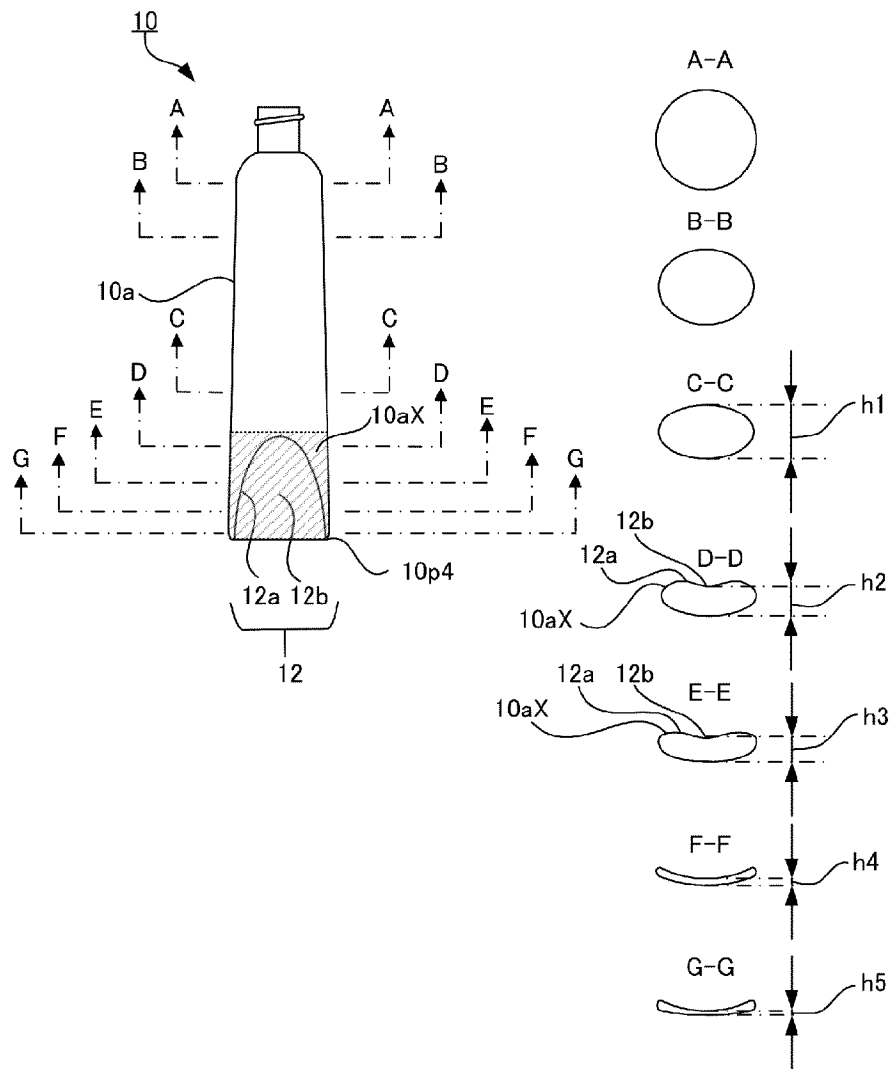 10
A A
B B
10a
C C
D D
E E
F F
G G
10aX
12a 12b
10p4
12
A-A
B-B
C-C
h1
12b
12a D-D
10aX
h2
12b
12a E-E
10aX
h3
F-F
h4
G-G
h5